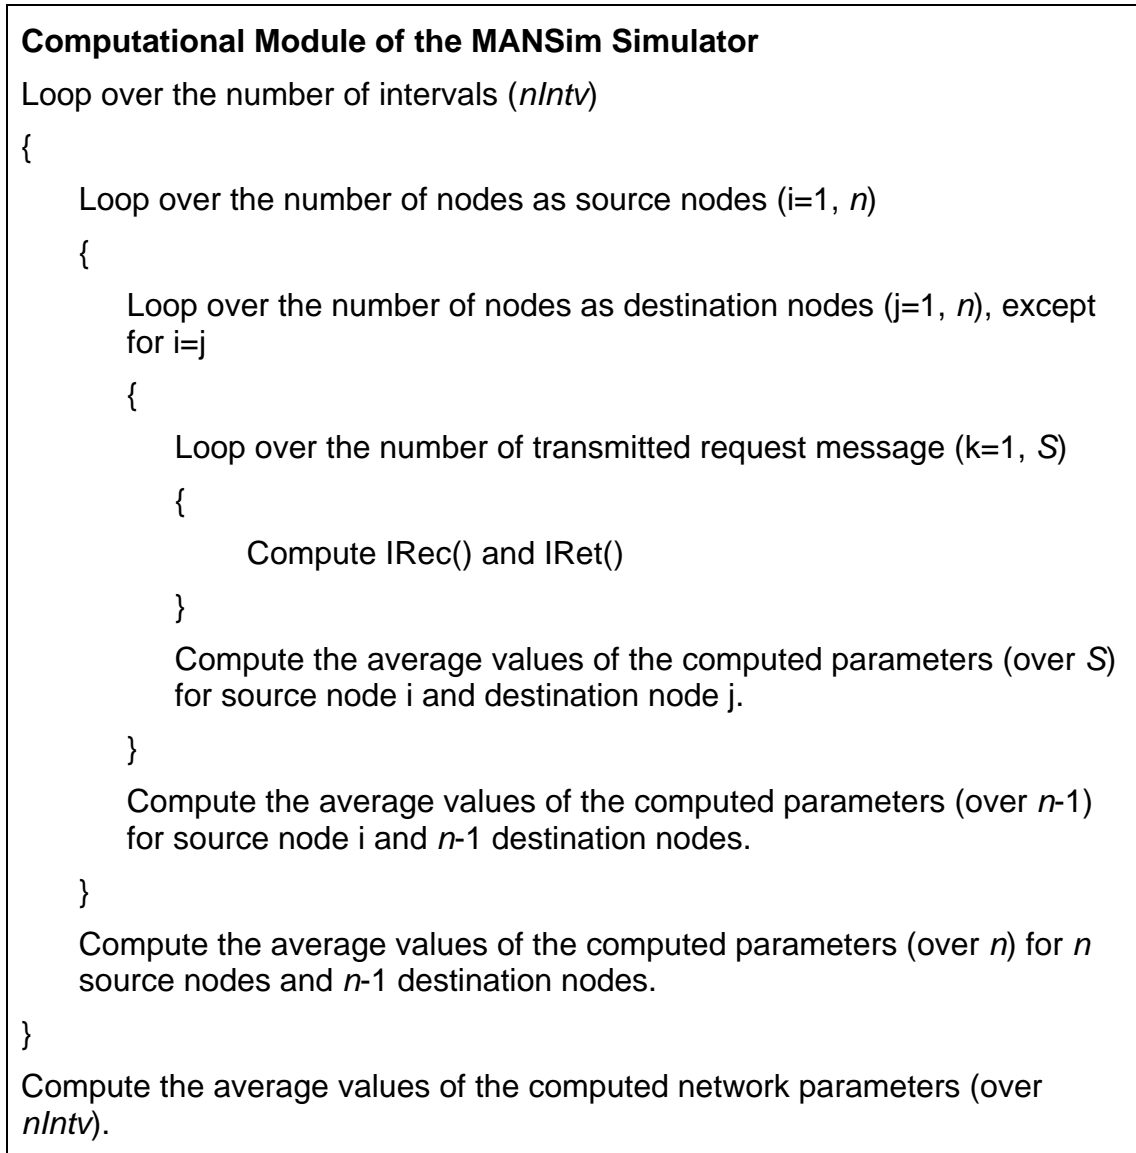 Computational Module of the MANSim Simulator
Loop over the number of intervals (nIntv)
{
Loop over the number of nodes as source nodes (i=1, n)
{
Loop over the number of nodes as destination nodes (j=1, n), except
for i=j
{
Loop over the number of transmitted request message (k=1, S)
{
Compute IRec() and IRet()
}
Compute the average values of the computed parameters (over S)
for source node i and destination node j.
}
Compute the average values of the computed parameters (over n-1)
for source node i and n-1 destination nodes.
}
Compute the average values of the computed parameters (over n) for n
source nodes and n-1 destination nodes.
}
Compute the average values of the computed network parameters (over
nIntv).